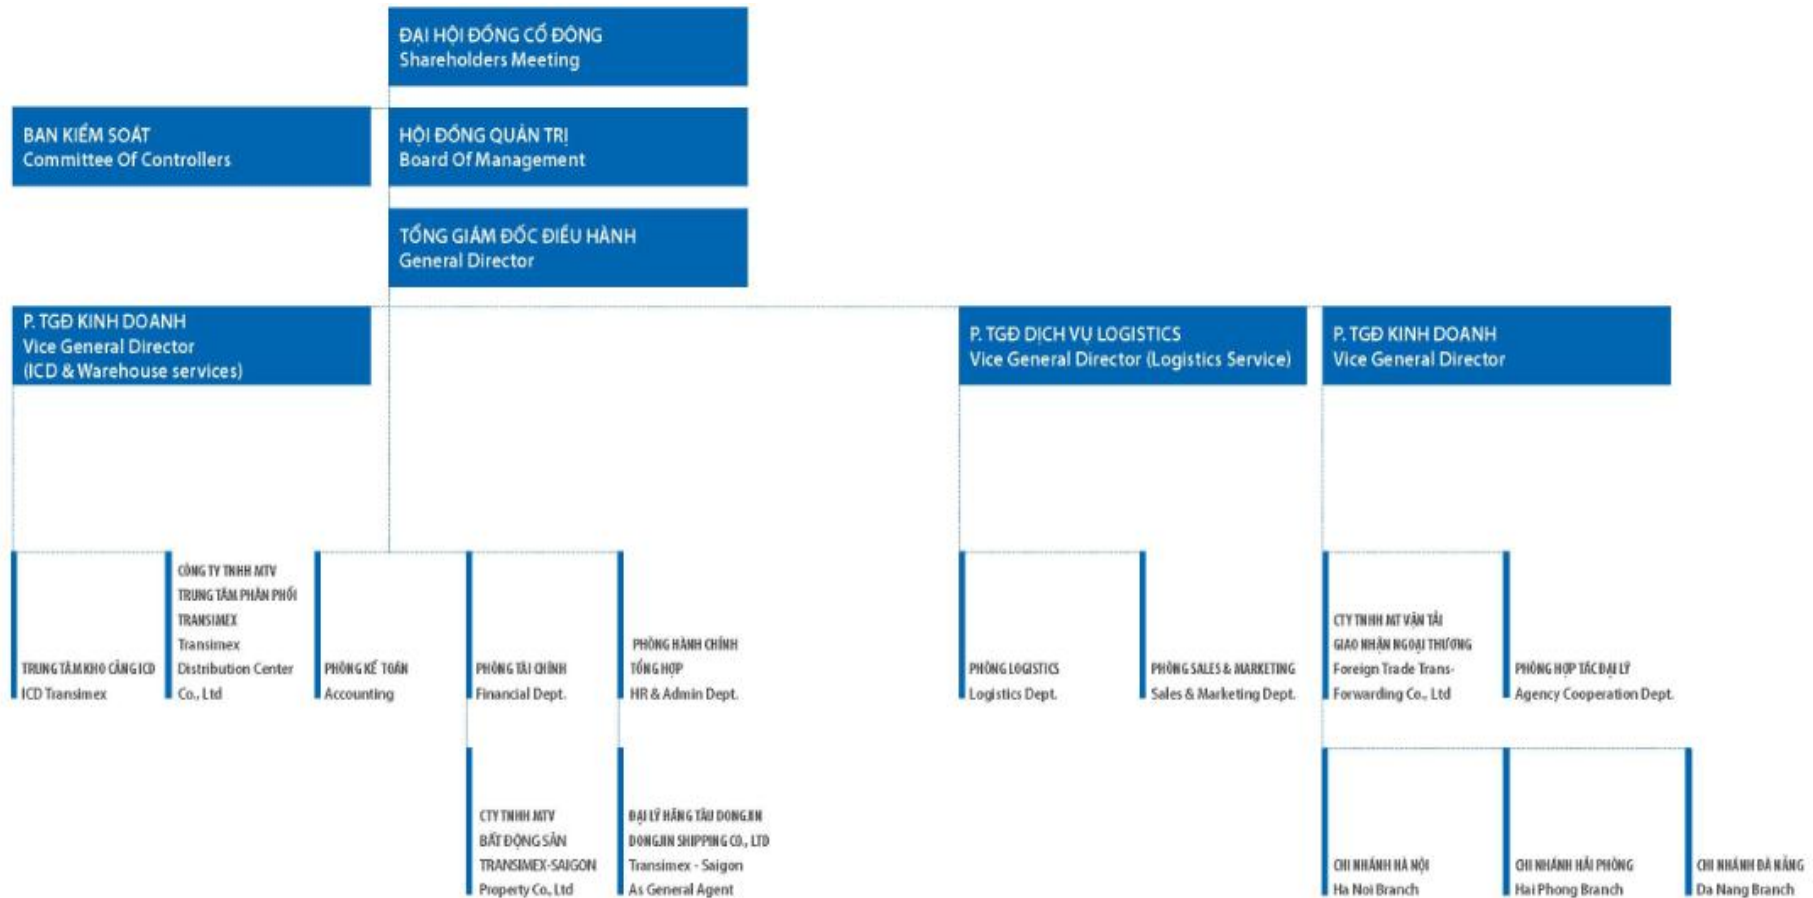 ĐẠI HỘI ĐỒNG CỔ ĐÔNG
Shareholders Meeting
BAN KIỂM SOÁT
Committee Of Controllers
HỘI ĐỒNG QUẢN TRỊ
Board Of Management
TỔNG GIÁM ĐỐC ĐIỀU HÀNH
General Director
P. TGĐ KINH DOANH
Vice General Director
(ICD & Warehouse services)
P. TGĐ DỊCH VỤ LOGISTICS
Vice General Director (Logistics Service)
P. TGĐ KINH DOANH
Vice General Director
TRUNG TÂM KHO CẢNG ICD
ICD Transimex
CÔNG TY TNHH MTV
TRUNG TÂM PHÂN PHỐI
TRANSIMEX
Transimex
Distribution Center
Co., Ltd
PHÒNG KẾ TOÁN
Accounting
PHÒNG TÀI CHÍNH
Financial Dept.
PHÒNG HÀNH CHÍNH
TỔNG HỢP
HR & Admin Dept.
PHÒNG LOGISTICS
Logistics Dept.
PHÒNG SALES & MARKETING
Sales & Marketing Dept.
CTY TNHH MT VẬN TẢI
GIAO NHẬN NGOẠI THƯƠNG
Foreign Trade Trans-
Forwarding Co., Ltd
PHÒNG HỢP TÁC ĐẠI LÝ
Agency Cooperation Dept.
CTY TNHH MTV
BẤT ĐỘNG SẢN
TRANSIMEX-SAIGON
Property Co., Ltd
ĐẠI LÝ HÃNG TÀU DONGJIN
DONGJIN SHIPPING CO., LTD
Transimex - Saigon
As General Agent
CHI NHÁNH HÀ NỘI
Ha Noi Branch
CHI NHÁNH HẢI PHÒNG
Hai Phong Branch
CHI NHÁNH ĐÀ NẴNG
Da Nang Branch